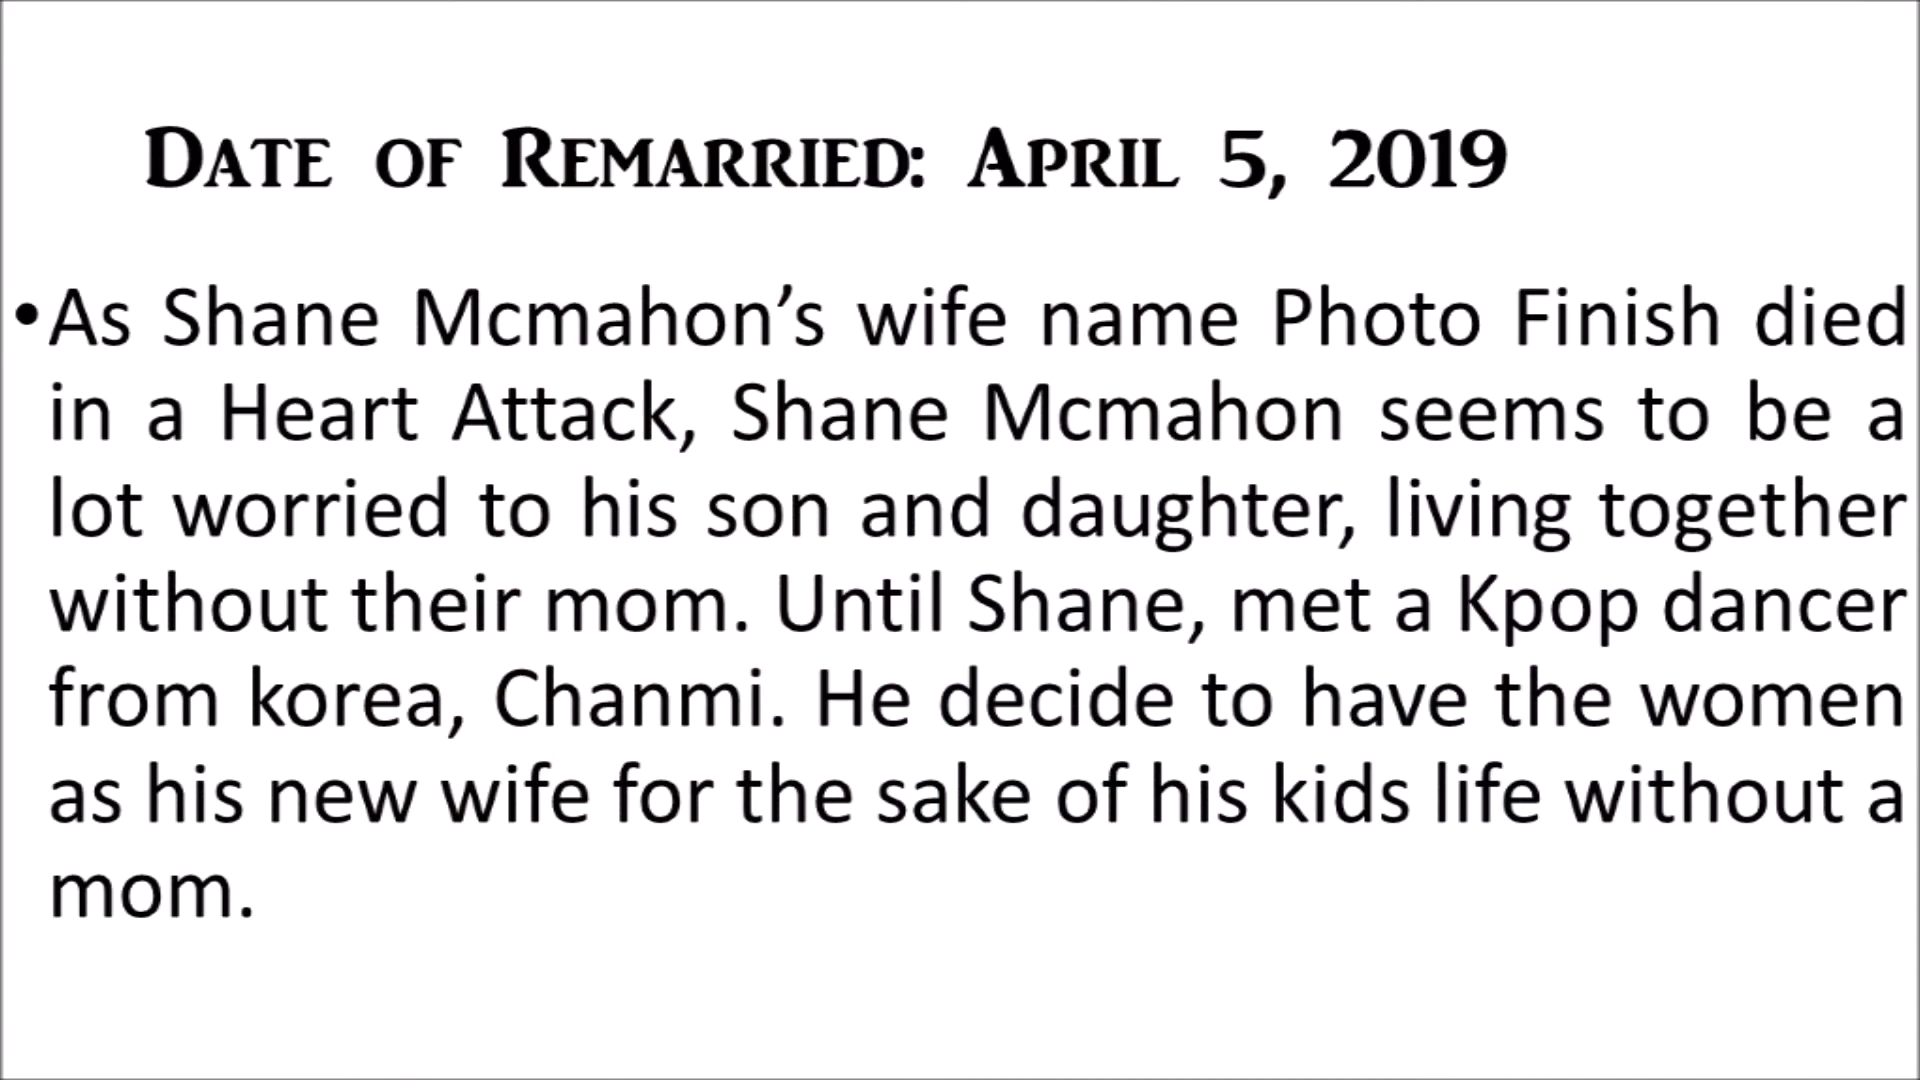 Date of Remarried: April 5, 2019
•As Shane Mcmahon’s wife name Photo Finish died
in a Heart Attack, Shane Mcmahon seems to be a
lot worried to his son and daughter, living together
without their mom. Until Shane, met a Kpop dancer
from korea, Chanmi. He decide to have the women
as his new wife for the sake of his kids life without a
mom.